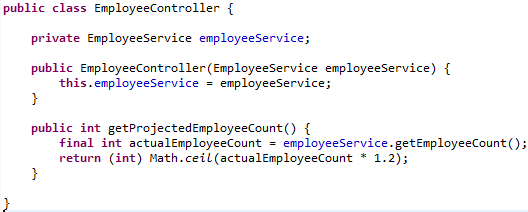 public class EmployeeController {
private EmployeeService employeeService;
public EmployeeController(EmployeeService employeeService) {
this.employeeService = employeeService;
}
public int getProjectedEmployeeCount() {
final int actualEmployeeCount = employeeService.getEmployeeCount();
return (int) Math.ceil(actualEmployeeCount * 1.2);
}
}